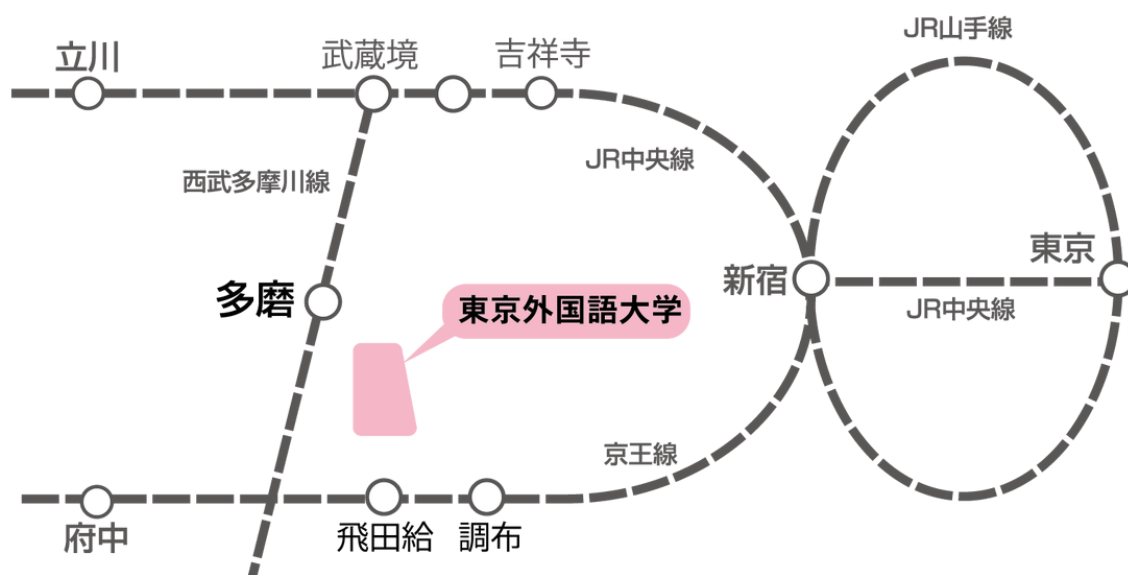 JR山手線
立川
武蔵境
吉祥寺
JR中央線
西武多摩川線
多磨
東京外国語大学
新宿
東京
JR中央線
京王線
府中
飛田給
調布